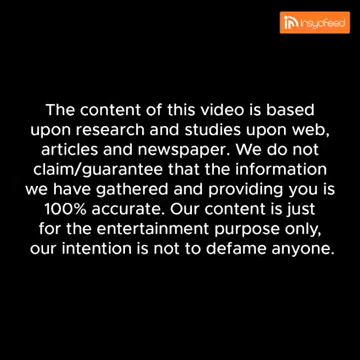 insydfeed
The content of this video is based
upon research and studies upon web,
articles and newspaper. We do not
claim/guarantee that the information
we have gathered and providing you is
100% accurate. Our content is just
for the entertainment purpose only,
our intention is not to defame anyone.